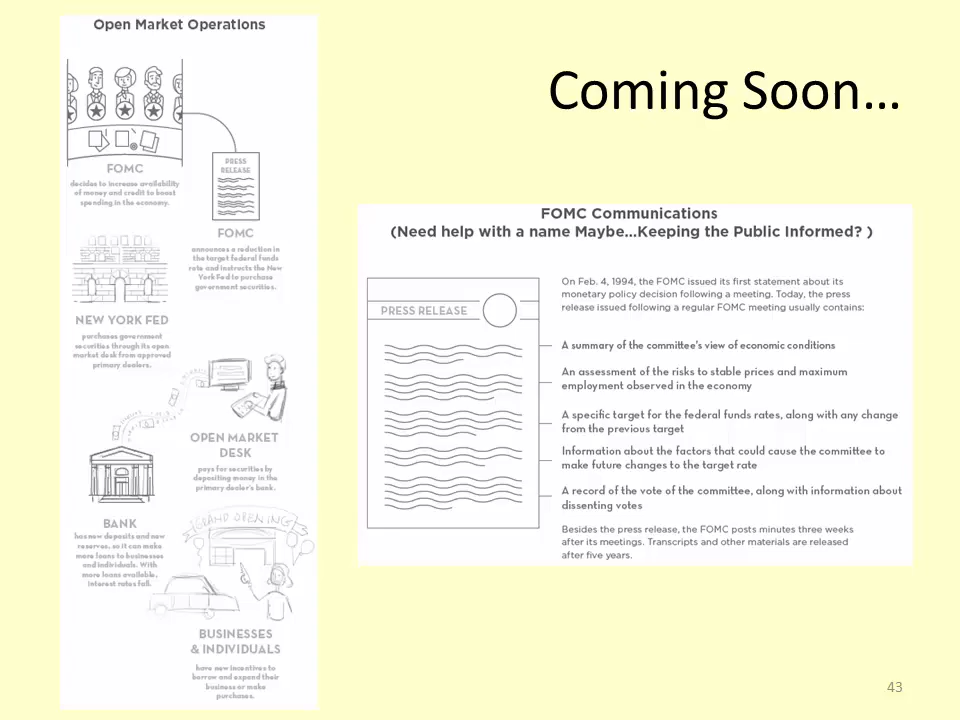 Open Market Operations
PRESS
RELEASE
FOMC
decides to increase availability
of money and credit to boost
spending in the economy.
FOMC
announces a reduction in
the target federal funds
rate and instructs the New
York Fed to purchase
government securities.
NEW YORK FED
purchases government
securities through its open
market desk from approved
primary dealers.
OPEN MARKET
DESK
pays for securities by
depositing money in the
primary dealer's bank.
BANK
has new deposits and new
reserves, so it can make
more loans to businesses
and individuals. With
more loans available,
interest rates fall.
GRAND OPENING
BUSINESSES
& INDIVIDUALS
have new incentives to
borrow and expand their
business or make
purchases.
Coming Soon…
FOMC Communications
(Need help with a name Maybe…Keeping the Public Informed? )
PRESS RELEASE
On Feb. 4, 1994, the FOMC issued its first statement about its
monetary policy decision following a meeting. Today, the press
release issued following a regular FOMC meeting usually contains:
A summary of the committee's view of economic conditions
An assessment of the risks to stable prices and maximum
employment observed in the economy
A specific target for the federal funds rates, along with any change
from the previous target
Information about the factors that could cause the committee to
make future changes to the target rate
A record of the vote of the committee, along with information about
dissenting votes
Besides the press release, the FOMC posts minutes three weeks
after its meetings. Transcripts and other materials are released
after five years.
43